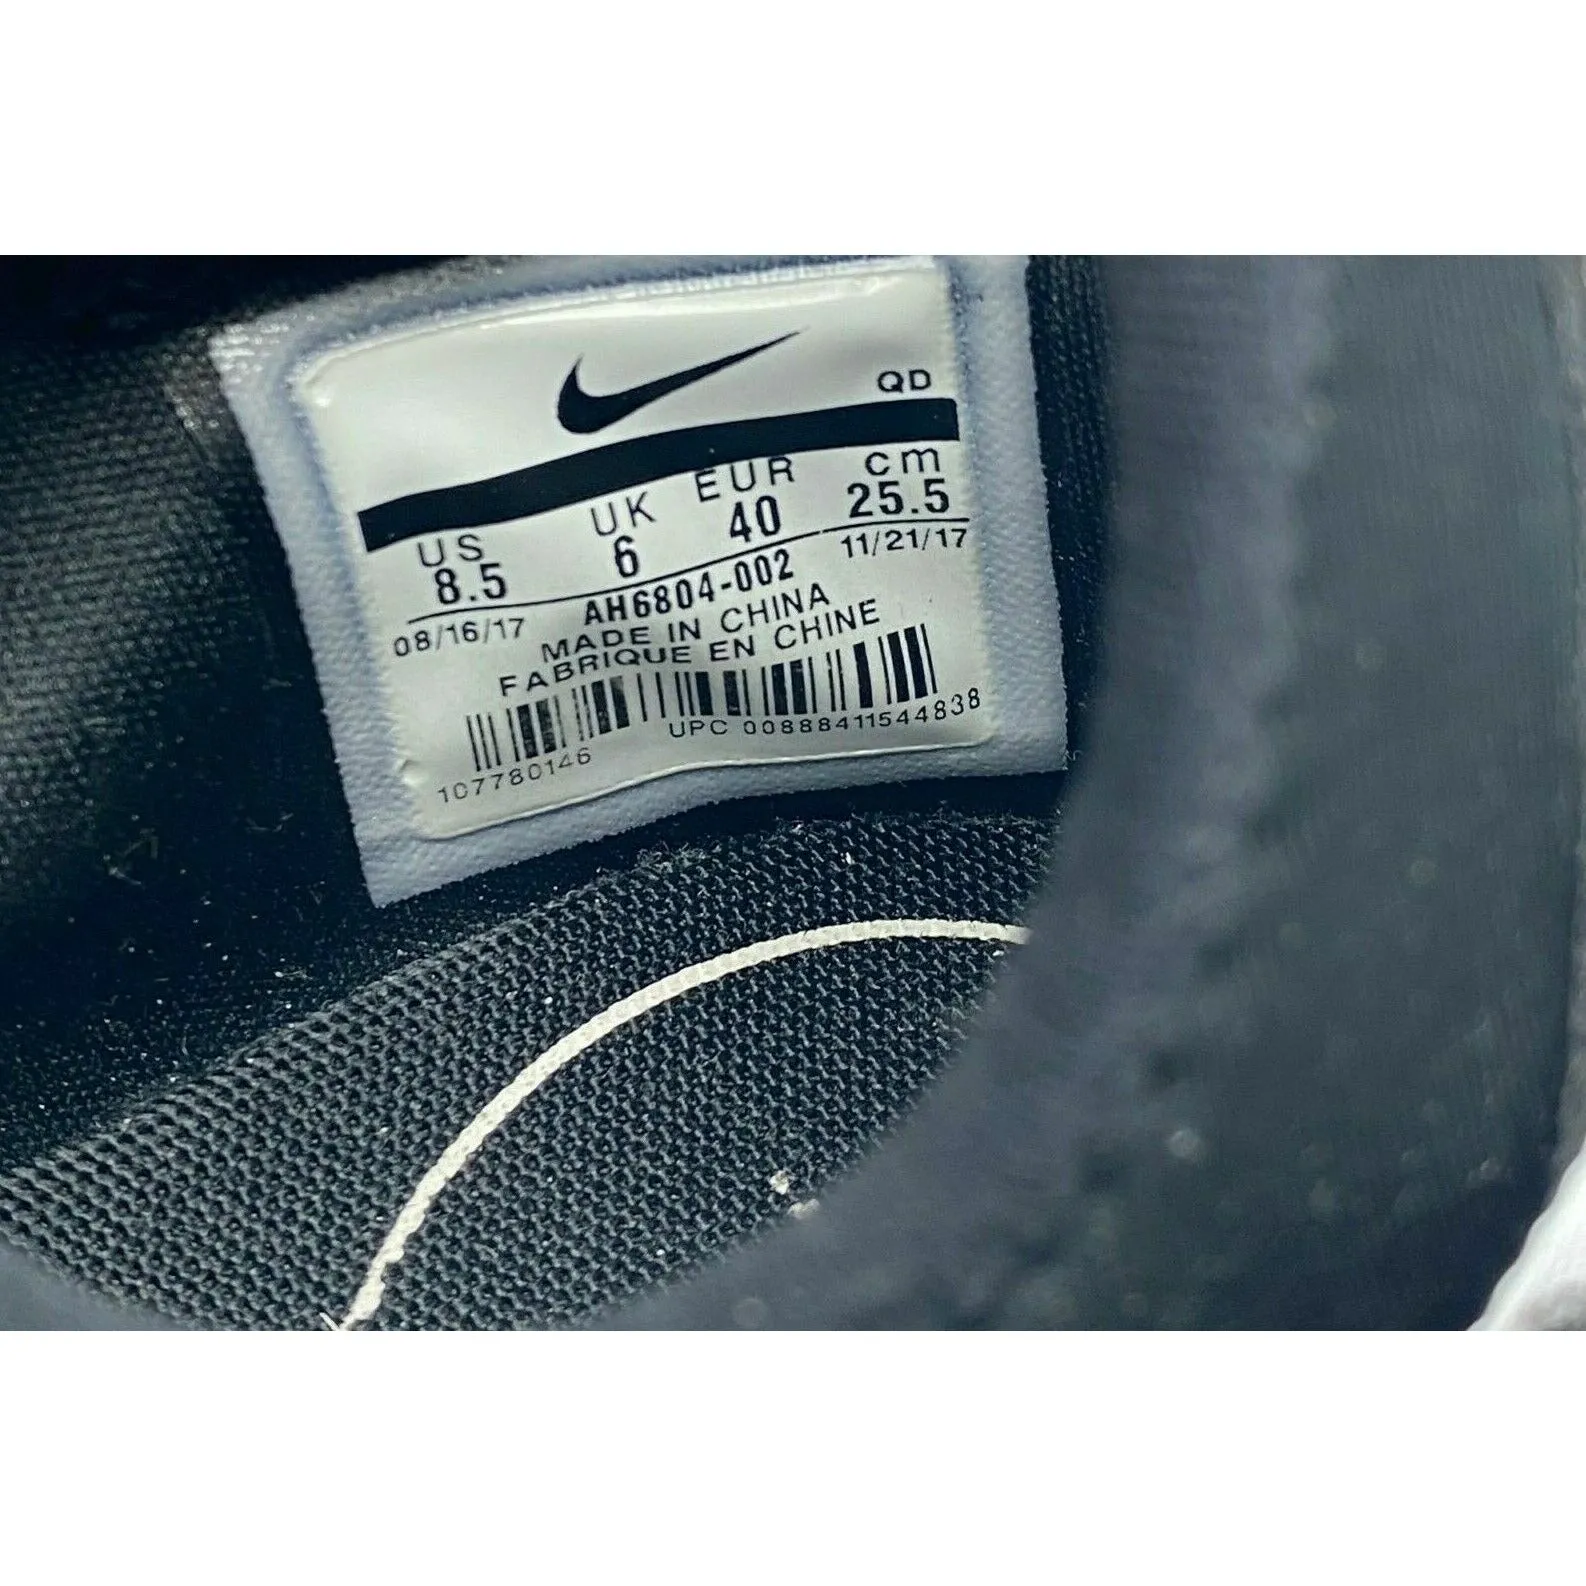 QD
US UK EUR cm
8.5 6 40 25.5
AH6804-002
08/16/17 11/21/17
MADE IN CHINA
FABRIQUE EN CHINE
107780146 UPC 00888411544838